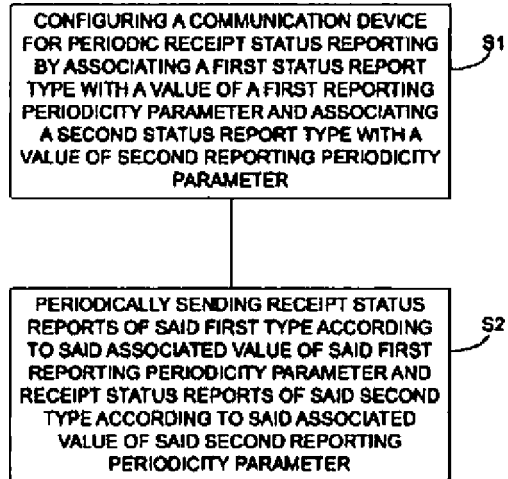 CONFIGURING A COMMUNICATION DEVICE
FOR PERIODIC RECEIPT STATUS REPORTING
BY ASSOCIATING A FIRST STATUS REPORT
TYPE WITH A VALUE OF A FIRST REPORTING
PERIODICITY PARAMETER AND ASSOCIATING
A SECOND STATUS REPORT TYPE WITH A
VALUE OF SECOND REPORTING PERIODICITY
PARAMETER
S1
PERIODICALLY SENDING RECEIPT STATUS
REPORTS OF SAID FIRST TYPE ACCORDING
TO SAID ASSOCIATED VALUE OF SAID FIRST
REPORTING PERIODICITY PARAMETER AND
RECEIPT STATUS REPORTS OF SAID SECOND
TYPE ACCORDING TO SAID ASSOCIATED
VALUE OF SAID SECOND REPORTING
PERIODICITY PARAMETER
S2